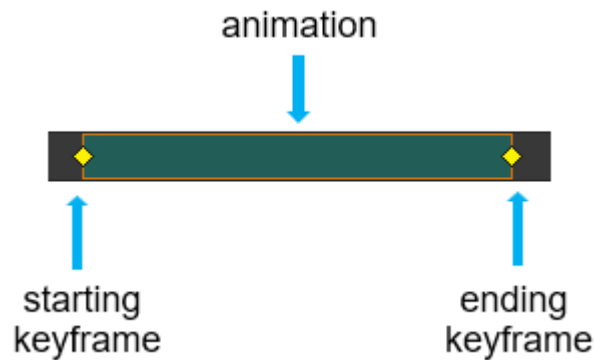 animation
starting
keyframe
ending
keyframe